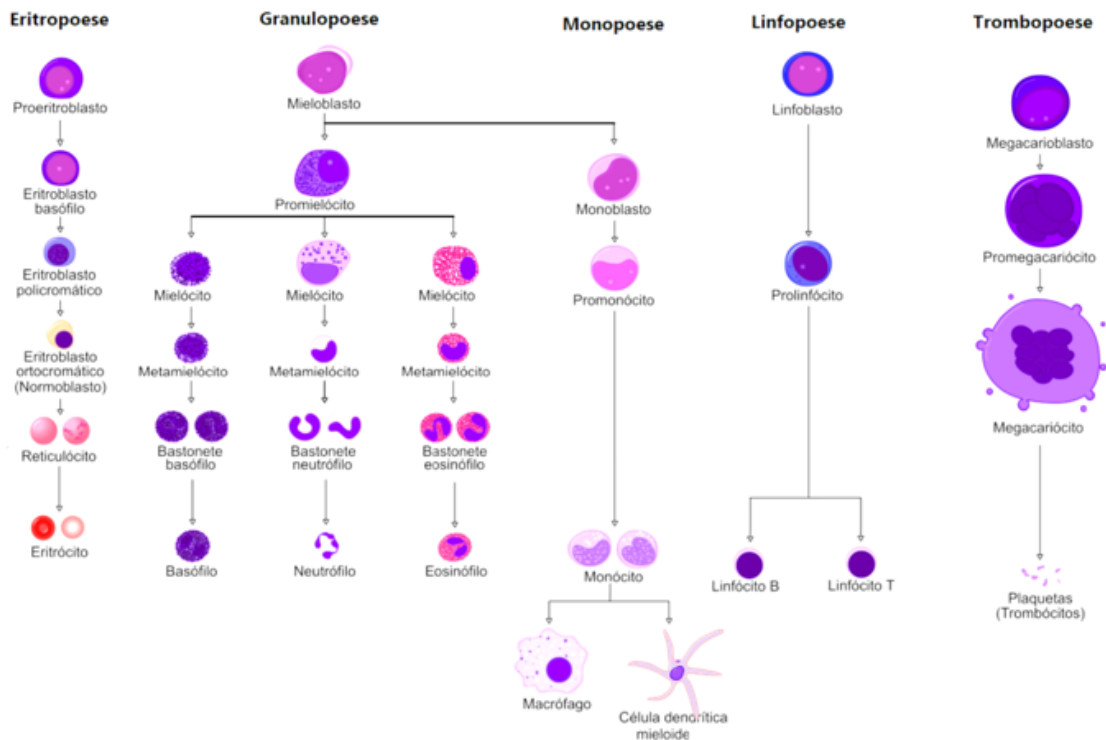 Eritropoese
Proeritroblasto
Eritroblasto
basófilo
Eritroblasto
policromático
Eritroblasto
ortocromático
(Normoblasto)
Reticulócito
Eritrócito
Granulopoese
Mieloblasto
Promielócito
Mielócito
Mielócito
Mielócito
Metamielócito
Metamielócito
Metamielócito
Bastonete
basófilo
Bastonete
neutrófilo
Bastonete
eosinófilo
Basófilo
Neutrófilo
Eosinófilo
Monopoese
Monoblasto
Promonócito
Monócito
Macrófago
Célula dendrítica
mieloide
Linfopoese
Linfoblasto
Prolinfócito
Linfócito B
Linfócito T
Trombopoese
Megacarioblasto
Promegacariócito
Megacariócito
Plaquetas
(Trombócitos)